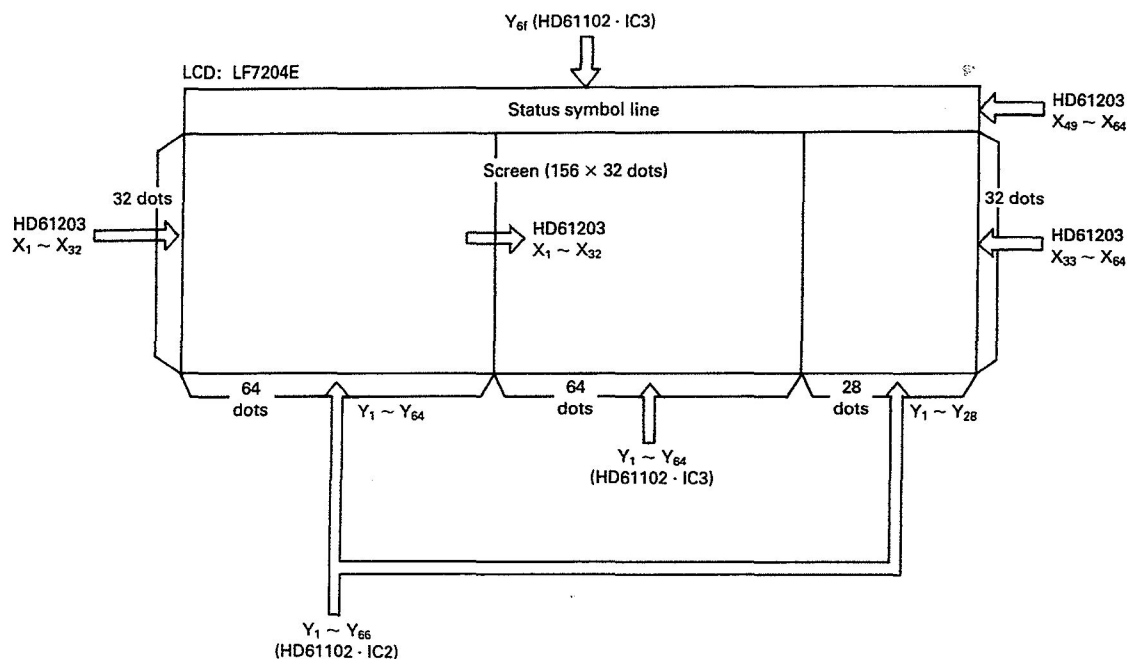 Y6f (HD61102 · IC3)
LCD: LF7204E
Status symbol line
HD61203
X49 ~ X64
Screen (156 × 32 dots)
32 dots
32 dots
HD61203
X1 ~ X32
HD61203
X1 ~ X32
HD61203
X33 ~ X64
64
dots
Y1 ~ Y64
64
dots
28
dots
Y1 ~ Y28
Y1 ~ Y64
(HD61102 · IC3)
Y1 ~ Y66
(HD61102 · IC2)